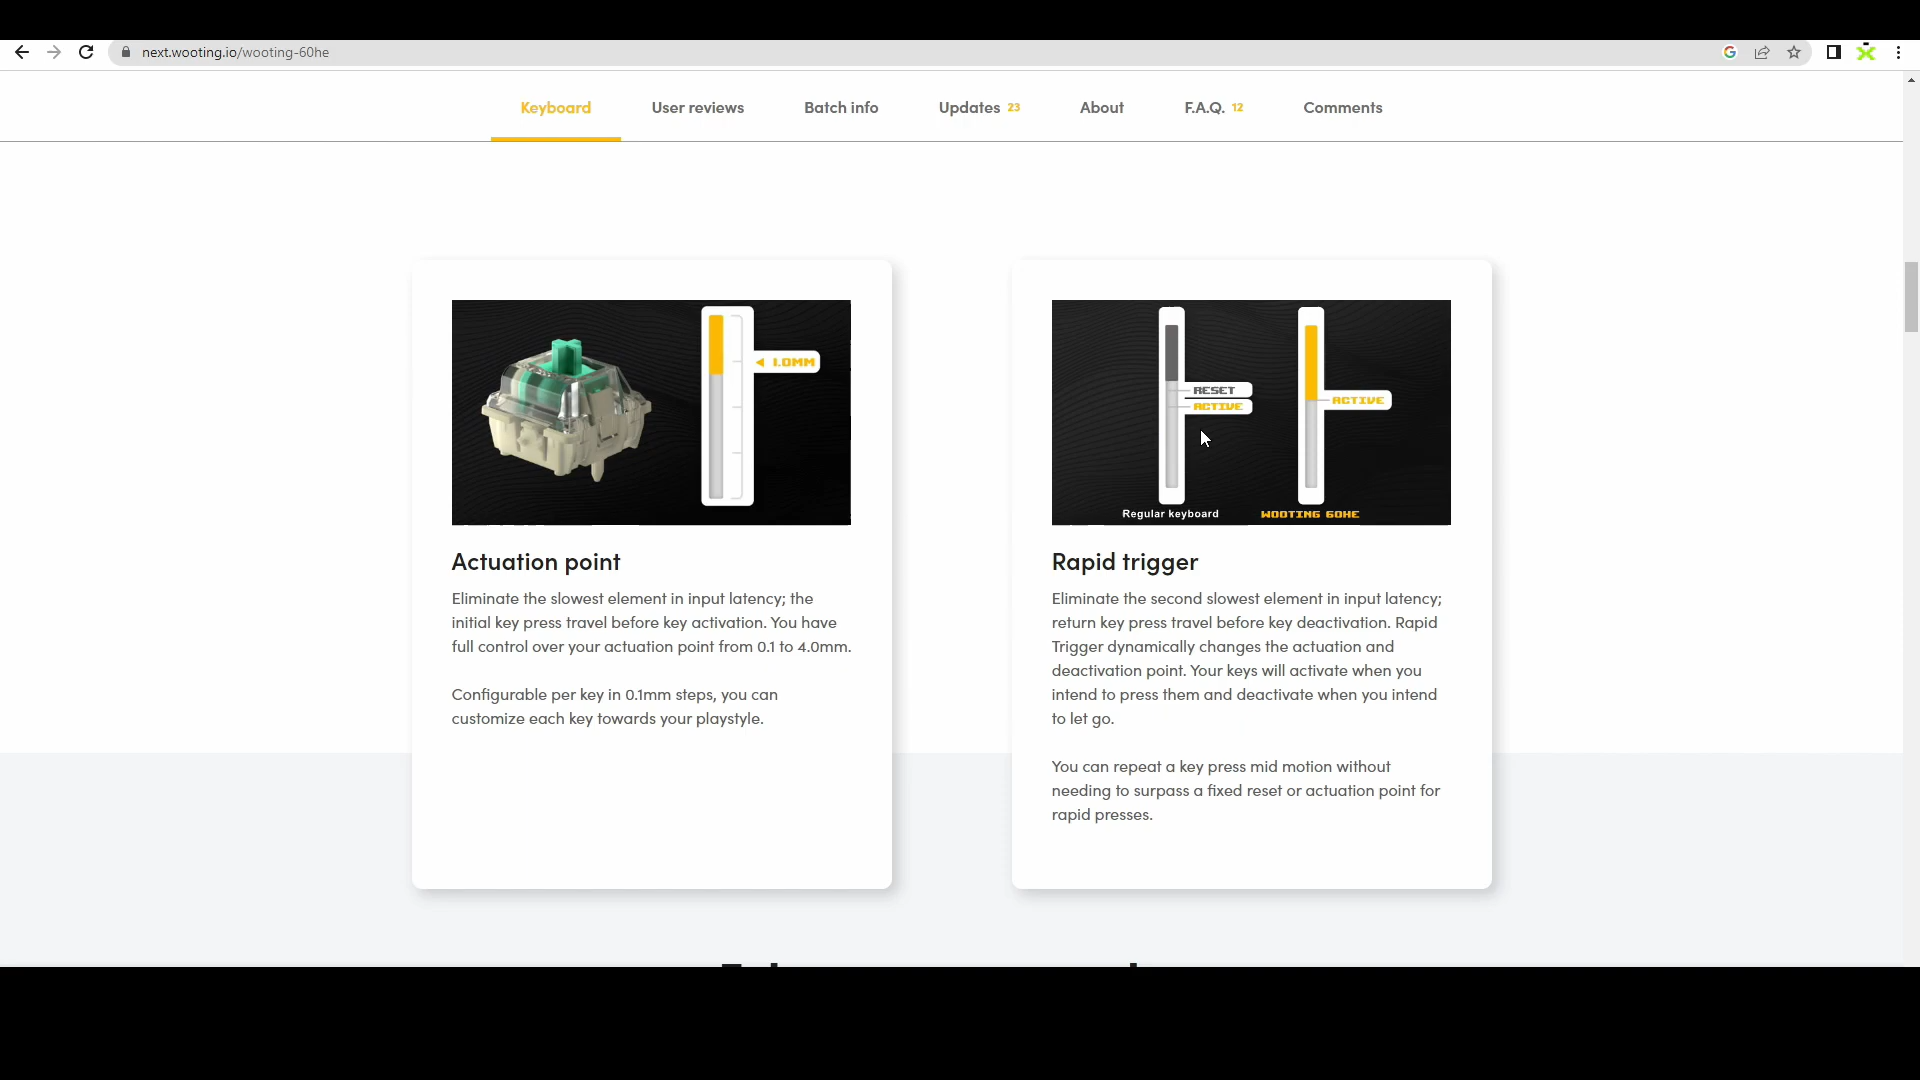 next.wooting.io/wooting-60he
Keyboard
User reviews
Batch info
Updates 23
About
F.A.Q. 12
Comments
1.0MM
RESET
ACTIVE
ACTIVE
Regular keyboard
WOOTING 60HE
Actuation point
Eliminate the slowest element in input latency; the
initial key press travel before key activation. You have
full control over your actuation point from 0.1 to 4.0mm.
Configurable per key in 0.1mm steps, you can
customize each key towards your playstyle.
Rapid trigger
Eliminate the second slowest element in input latency;
return key press travel before key deactivation. Rapid
Trigger dynamically changes the actuation and
deactivation point. Your keys will activate when you
intend to press them and deactivate when you intend
to let go.
You can repeat a key press mid motion without
needing to surpass a fixed reset or actuation point for
rapid presses.